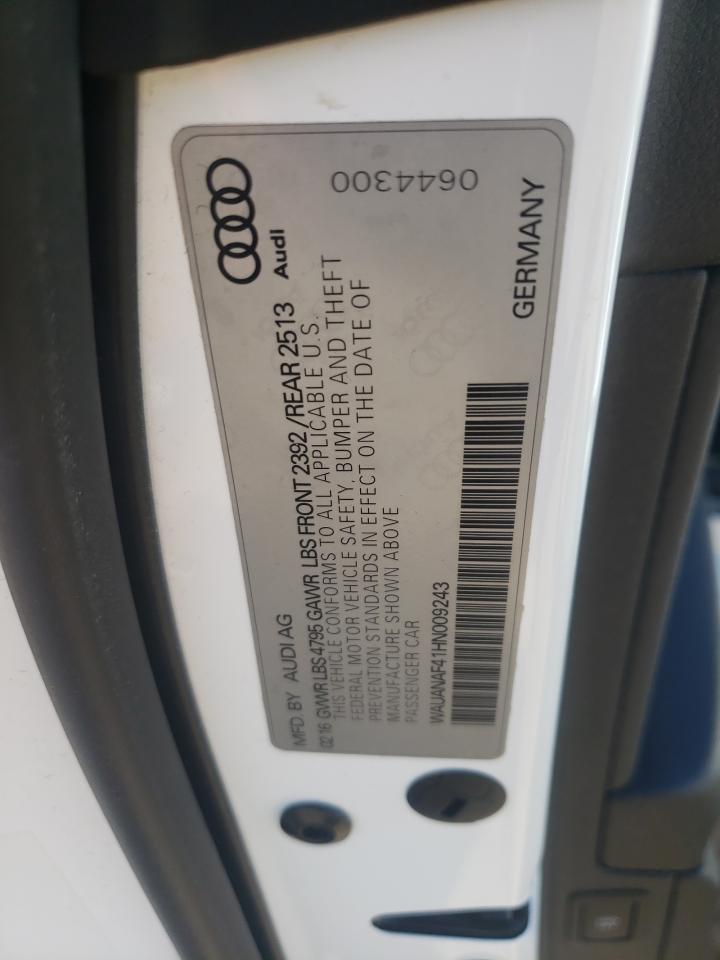 MFD. BY AUDI AG
02 16 GVWR LBS 4795 GAWR LBS FRONT 2392 /REAR 2513
THIS VEHICLE CONFORMS TO ALL APPLICABLE U.S.
FEDERAL MOTOR VEHICLE SAFETY, BUMPER AND THEFT
PREVENTION STANDARDS IN EFFECT ON THE DATE OF
MANUFACTURE SHOWN ABOVE
PASSENGER CAR
WAUANAF41HN009243
Audi
0644300
GERMANY